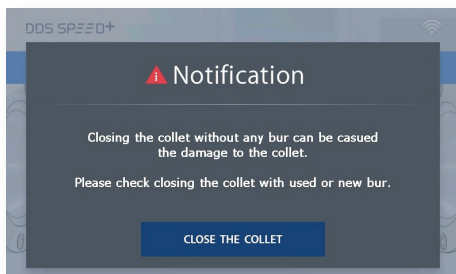 DDS SPEED+
Notification
Closing the collet without any bur can be casued
the damage to the collet.
Please check closing the collet with used or new bur.
CLOSE THE COLLET